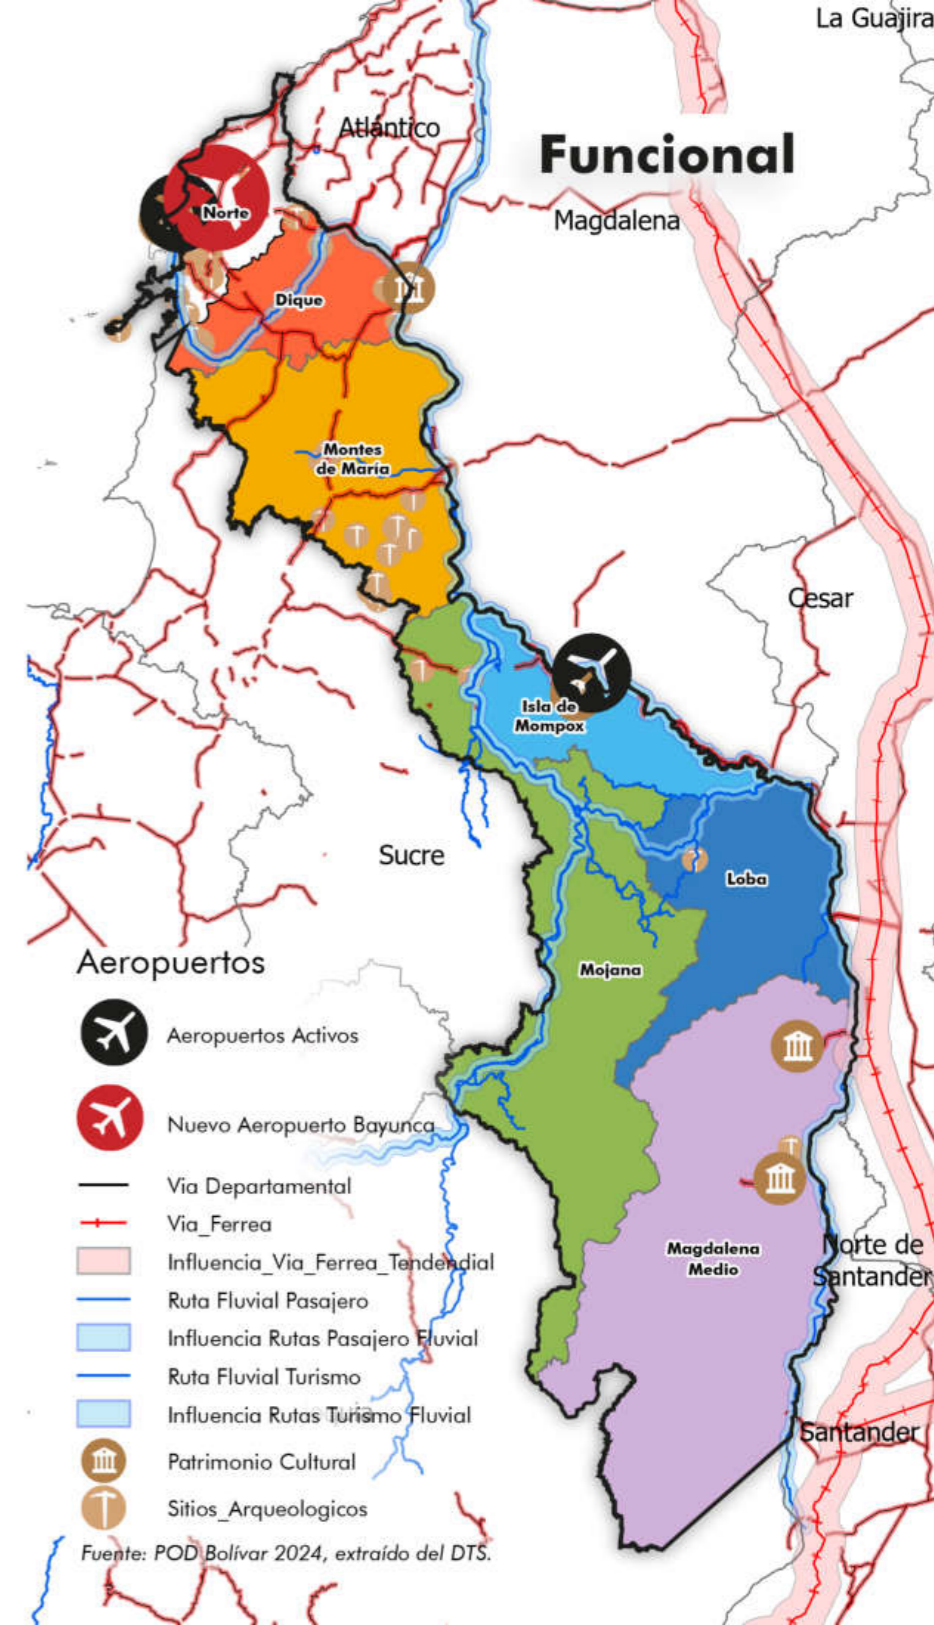 La Guajira
Atlántico
Funcional
Norte
Magdalena
Dique
Montes
de María
Cesar
Isla de
Mompox
Sucre
Loba
Mojana
Aeropuertos
Aeropuertos Activos
Nuevo Aeropuerto Bayunca
Via Departamental
Via_Ferrea
Influencia_Via_Ferrea_Tendendial
Ruta Fluvial Pasajero
Influencia Rutas Pasajero Fluvial
Ruta Fluvial Turismo
Influencia Rutas Turismo Fluvial
Patrimonio Cultural
Sitios_Arqueologicos
Magdalena
Medio
Norte de
Santander
Santander
Fuente: POD Bolívar 2024, extraído del DTS.